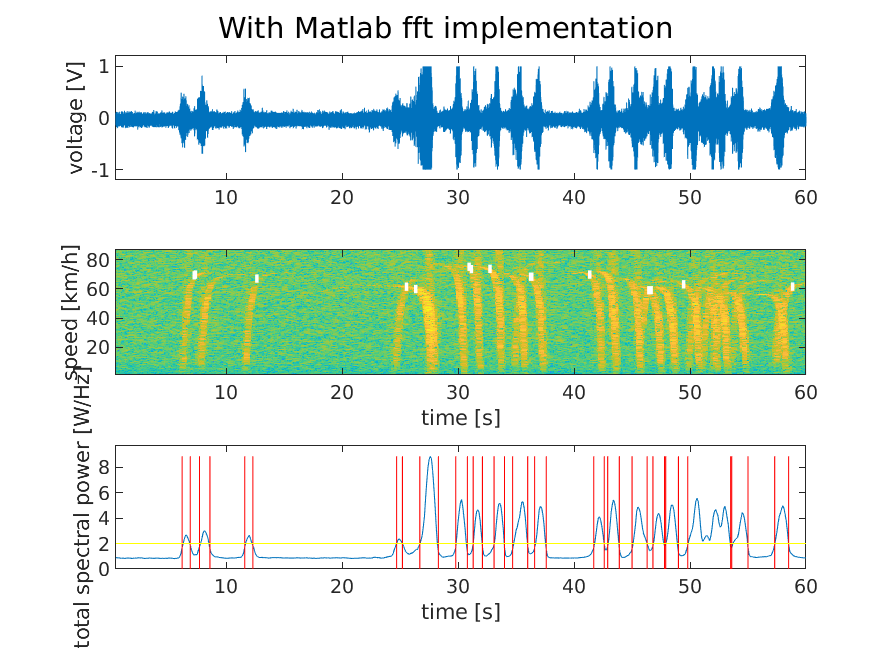 With Matlab fft implementation
voltage [V]
1
0
-1
10 20 30 40 50 60
speed [km/h]
80
60
40
20
10 20 30 40 50 60
time [s]
total spectral power [W/Hz]
8
6
4
2
0
10 20 30 40 50 60
time [s]